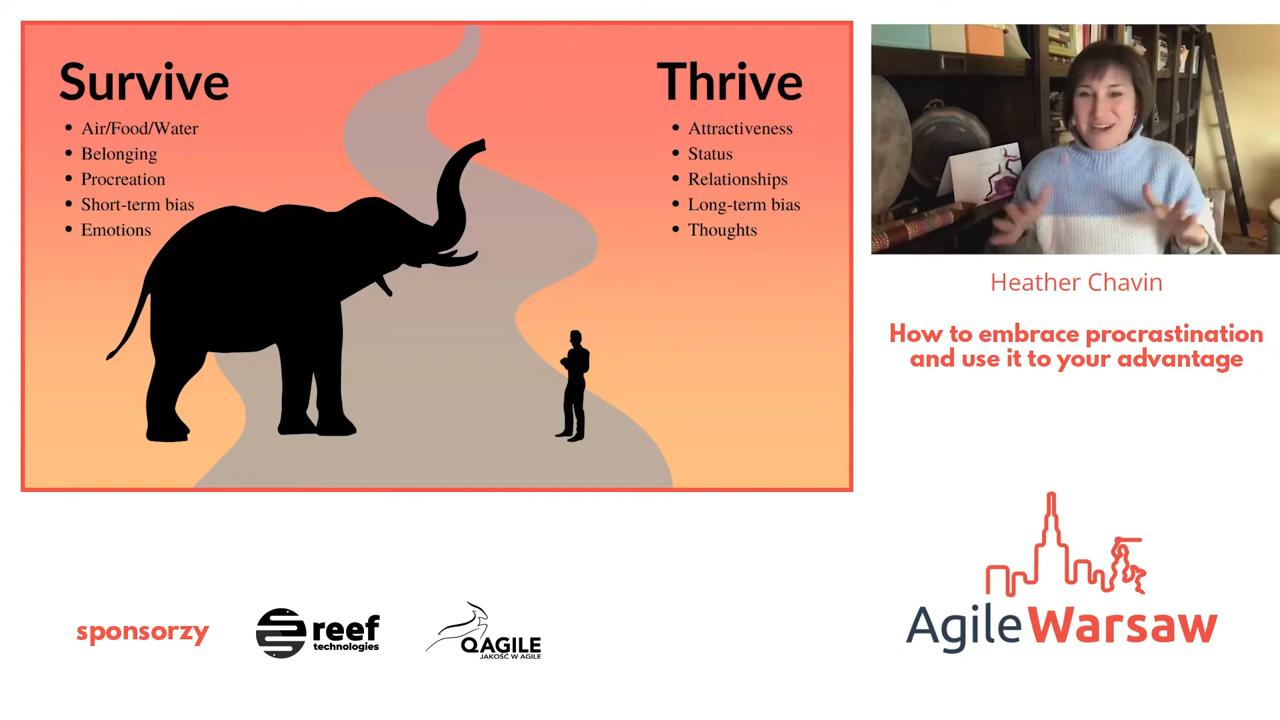 Survive
• Air/Food/Water
• Belonging
• Procreation
• Short-term bias
• Emotions
Thrive
• Attractiveness
• Status
• Relationships
• Long-term bias
• Thoughts
Heather Chavin
How to embrace procrastination
and use it to your advantage
sponsorzy
reef
technologies
QAGILE
JAKOŚĆ W AGILE
AgileWarsaw